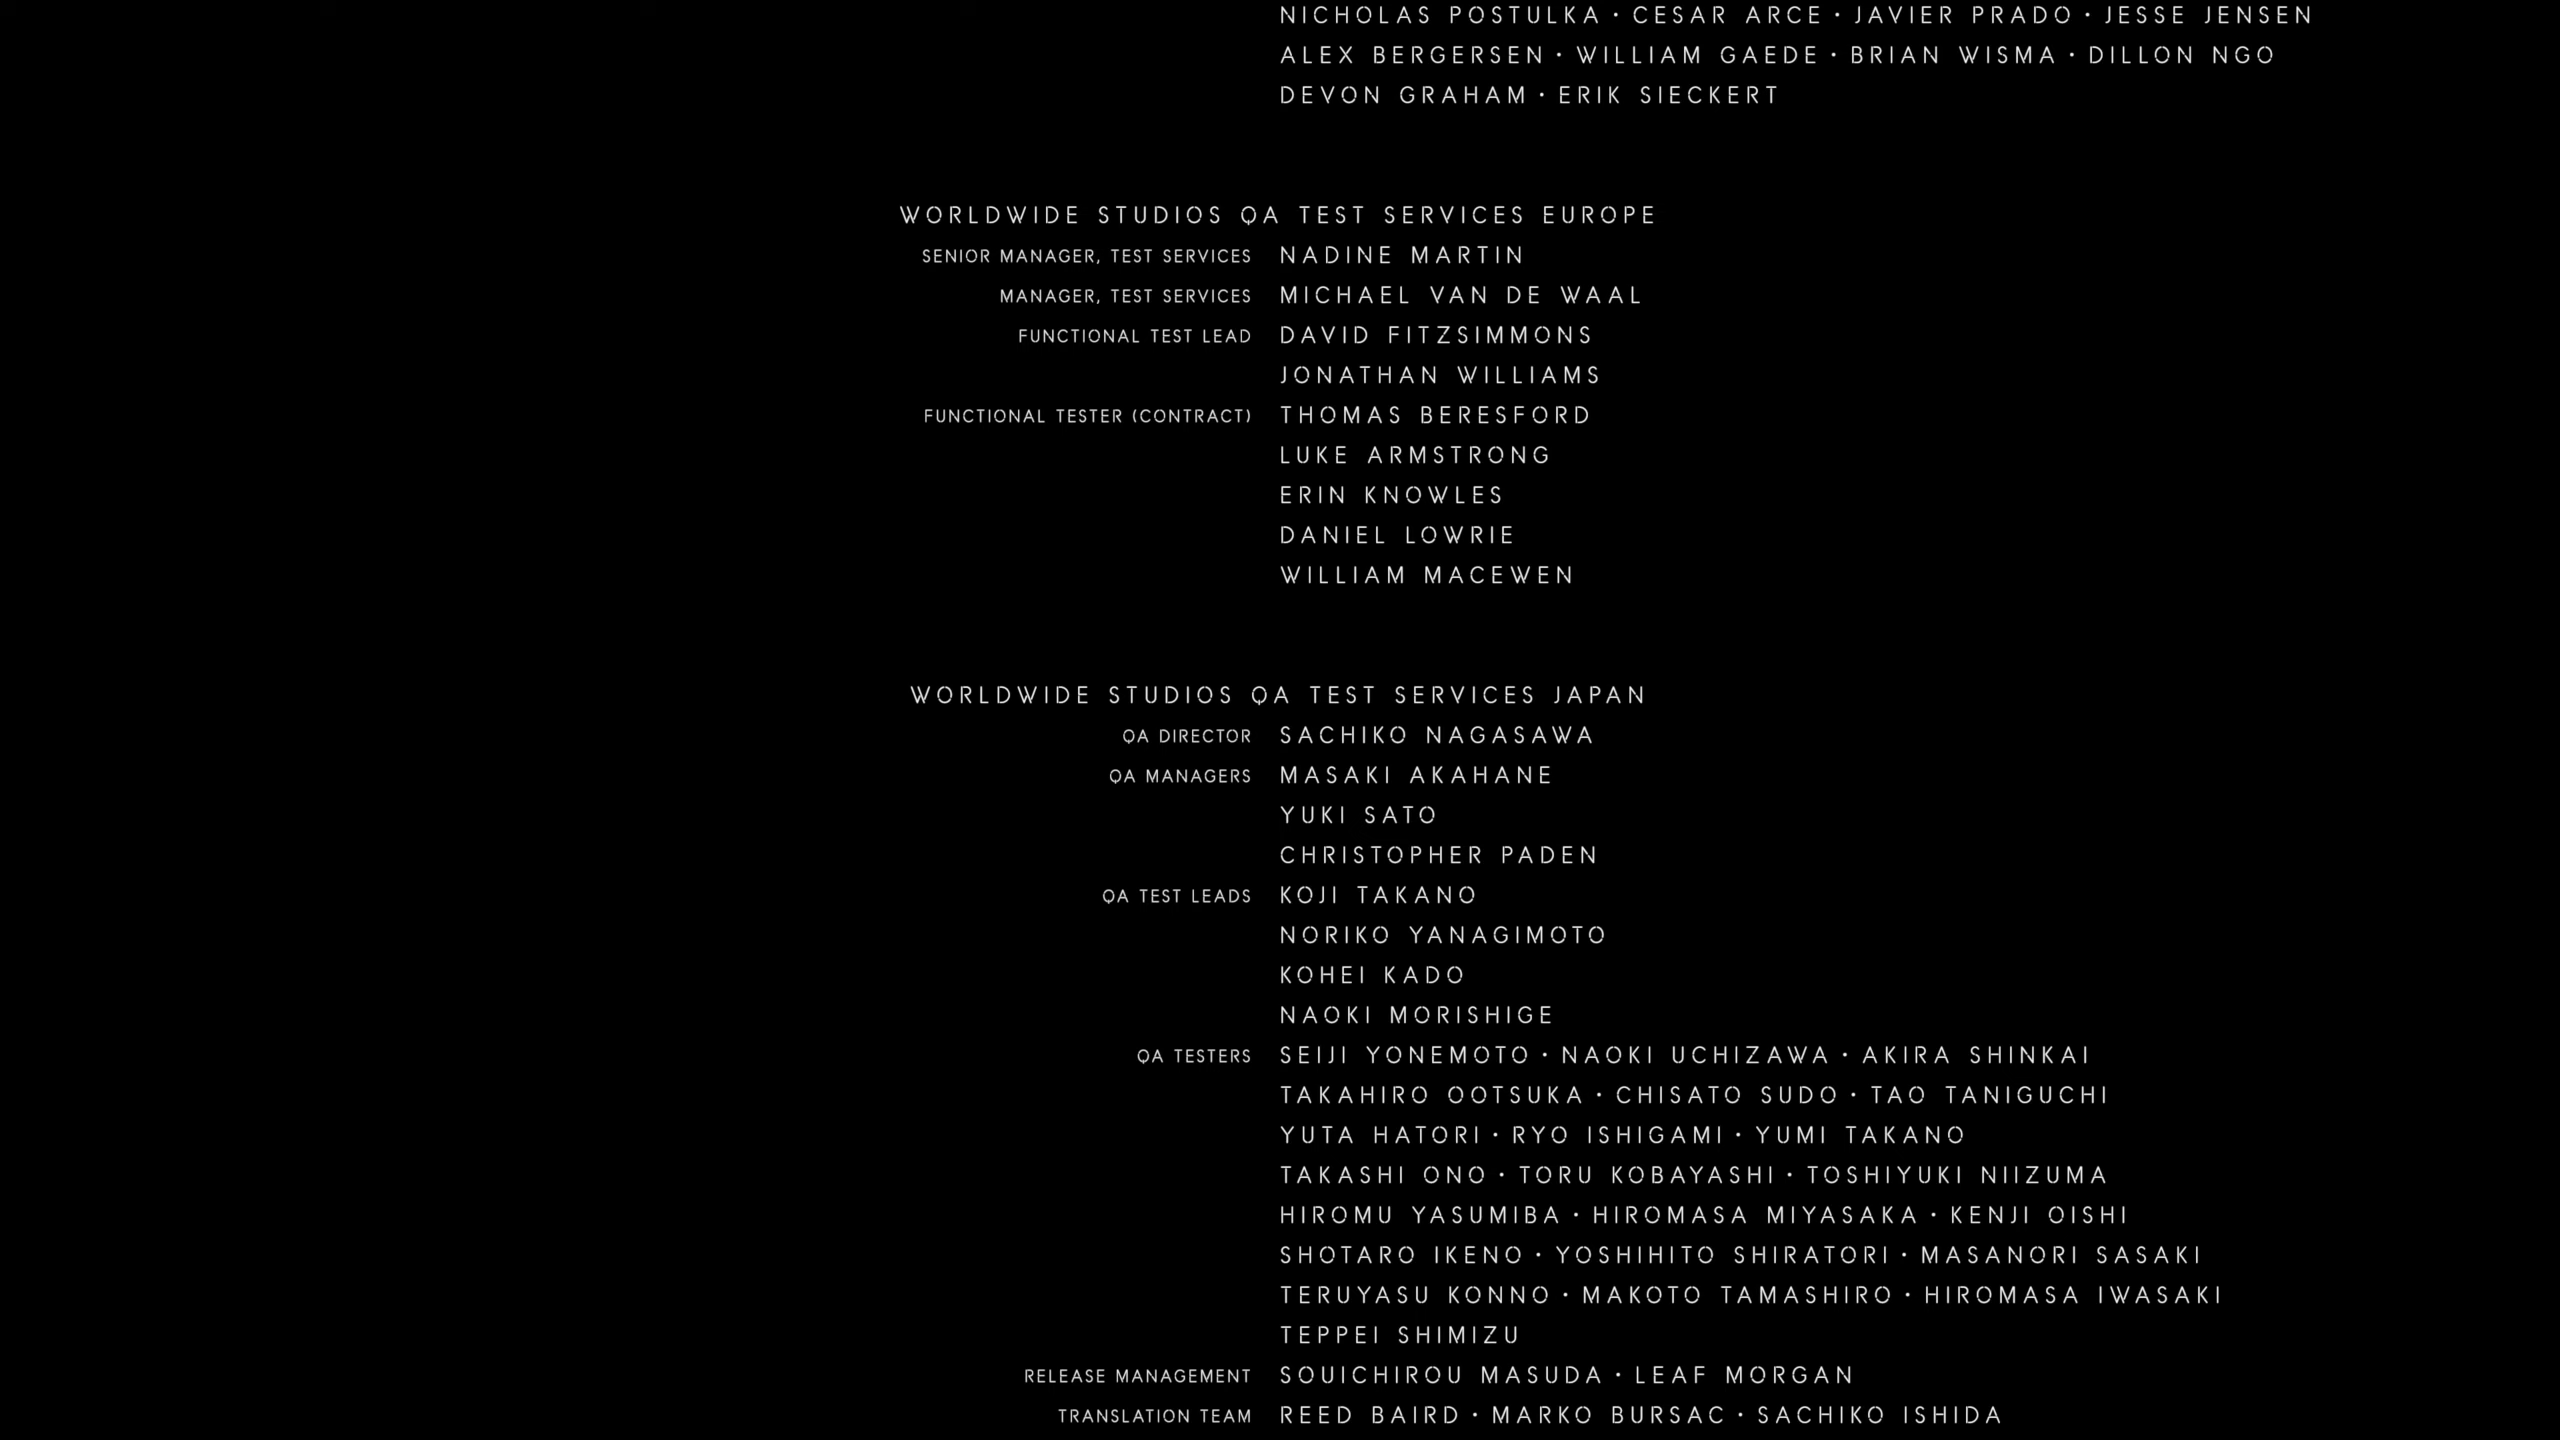 NICHOLAS POSTULKA · CESAR ARCE · JAVIER PRADO · JESSE JENSEN
ALEX BERGERSEN · WILLIAM GAEDE · BRIAN WISMA · DILLON NGO
DEVON GRAHAM · ERIK SIECKERT
WORLDWIDE STUDIOS QA TEST SERVICES EUROPE
SENIOR MANAGER, TEST SERVICES NADINE MARTIN
MANAGER, TEST SERVICES MICHAEL VAN DE WAAL
FUNCTIONAL TEST LEAD DAVID FITZSIMMONS
JONATHAN WILLIAMS
FUNCTIONAL TESTER (CONTRACT) THOMAS BERESFORD
LUKE ARMSTRONG
ERIN KNOWLES
DANIEL LOWRIE
WILLIAM MACEWEN
WORLDWIDE STUDIOS QA TEST SERVICES JAPAN
QA DIRECTOR SACHIKO NAGASAWA
QA MANAGERS MASAKI AKAHANE
YUKI SATO
CHRISTOPHER PADEN
QA TEST LEADS KOJI TAKANO
NORIKO YANAGIMOTO
KOHEI KADO
NAOKI MORISHIGE
QA TESTERS SEIJI YONEMOTO · NAOKI UCHIZAWA · AKIRA SHINKAI
TAKAHIRO OOTSUKA · CHISATO SUDO · TAO TANIGUCHI
YUTA HATORI · RYO ISHIGAMI · YUMI TAKANO
TAKASHI ONO · TORU KOBAYASHI · TOSHIYUKI NIIZUMA
HIROMU YASUMIBA · HIROMASA MIYASAKA · KENJI OISHI
SHOTARO IKENO · YOSHIHITO SHIRATORI · MASANORI SASAKI
TERUYASU KONNO · MAKOTO TAMASHIRO · HIROMASA IWASAKI
TEPPEI SHIMIZU
RELEASE MANAGEMENT SOUICHIROU MASUDA · LEAF MORGAN
TRANSLATION TEAM REED BAIRD · MARKO BURSAC · SACHIKO ISHIDA